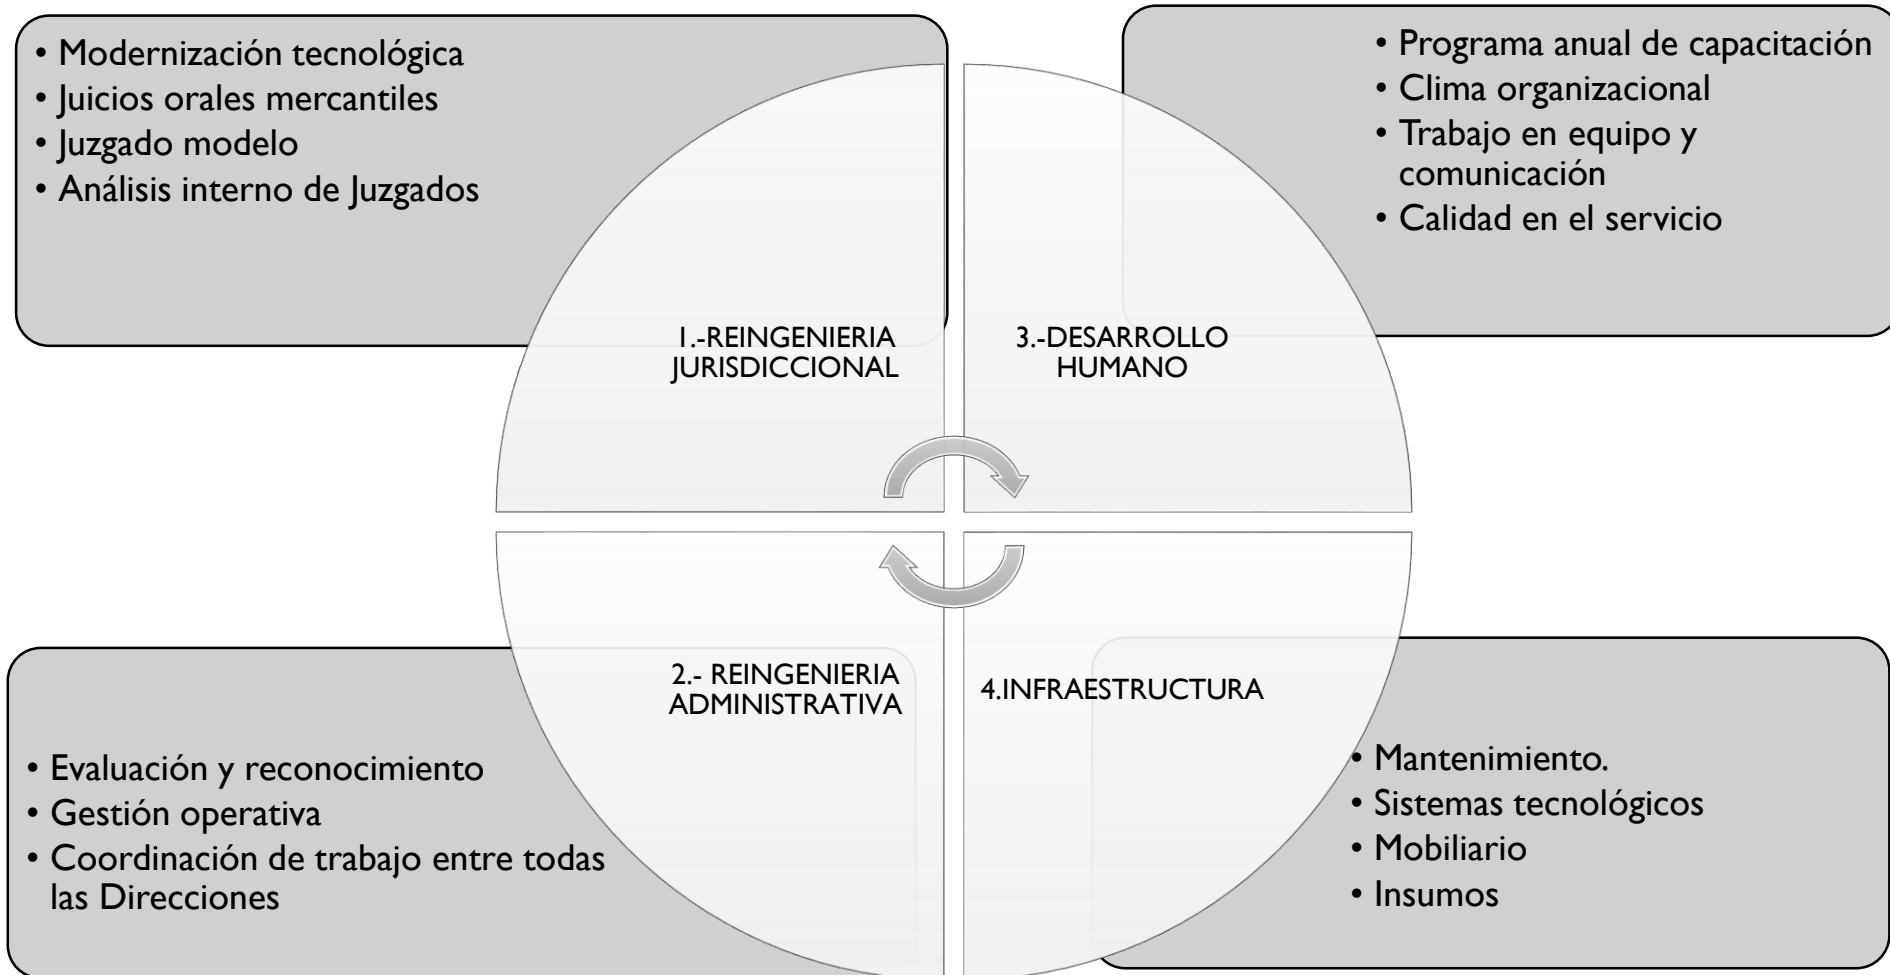 • Modernización tecnológica
• Juicios orales mercantiles
• Juzgado modelo
• Análisis interno de Juzgados
• Programa anual de capacitación
• Clima organizacional
• Trabajo en equipo y
comunicación
• Calidad en el servicio
1.-REINGENIERIA
JURISDICCIONAL
3.-DESARROLLO
HUMANO
2.- REINGENIERIA
ADMINISTRATIVA
4.INFRAESTRUCTURA
• Evaluación y reconocimiento
• Gestión operativa
• Coordinación de trabajo entre todas
las Direcciones
• Mantenimiento.
• Sistemas tecnológicos
• Mobiliario
• Insumos